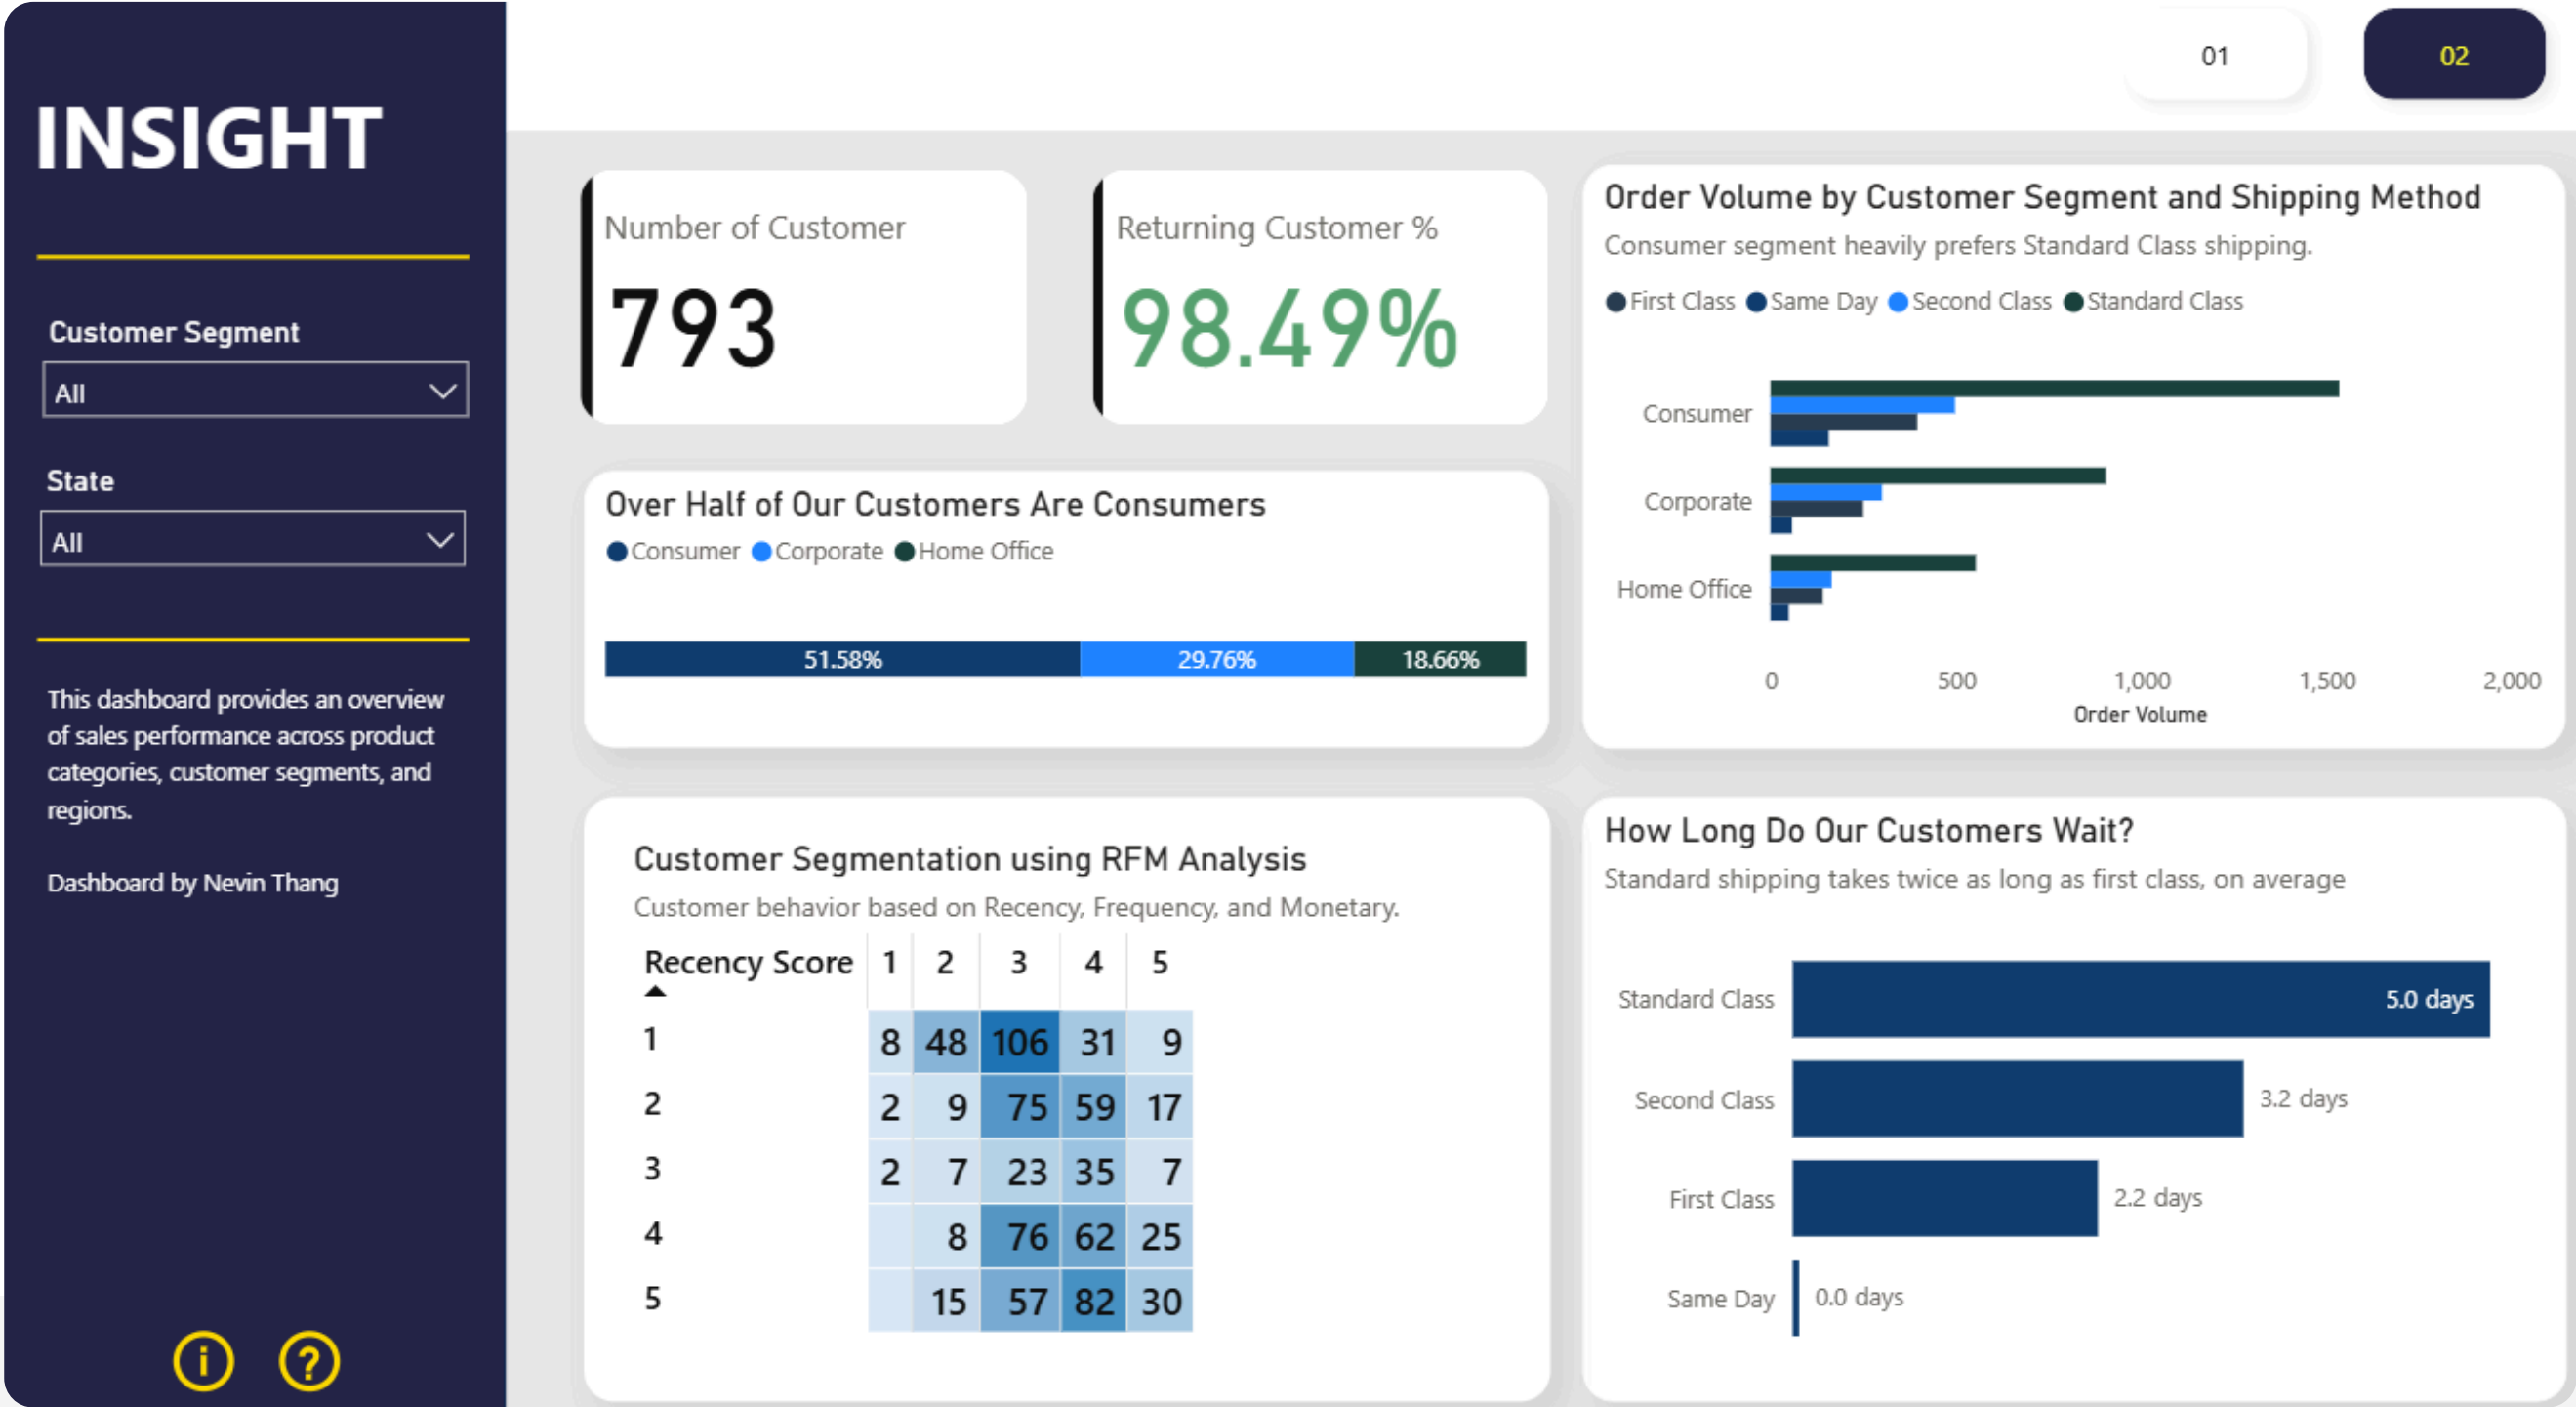 INSIGHT
Customer Segment
All
State
All
This dashboard provides an overview
of sales performance across product
categories, customer segments, and
regions.
Dashboard by Nevin Thang
i ?
01 02
Number of Customer
793
Returning Customer %
98.49%
Over Half of Our Customers Are Consumers
Consumer Corporate Home Office
51.58% 29.76% 18.66%
Order Volume by Customer Segment and Shipping Method
Consumer segment heavily prefers Standard Class shipping.
First Class Same Day Second Class Standard Class
Consumer
Corporate
Home Office
0 500 1,000 1,500 2,000
Order Volume
Customer Segmentation using RFM Analysis
Customer behavior based on Recency, Frequency, and Monetary.
Recency Score 1 2 3 4 5
1 8 48 106 31 9
2 2 9 75 59 17
3 2 7 23 35 7
4 8 76 62 25
5 15 57 82 30
How Long Do Our Customers Wait?
Standard shipping takes twice as long as first class, on average
Standard Class 5.0 days
Second Class 3.2 days
First Class 2.2 days
Same Day 0.0 days